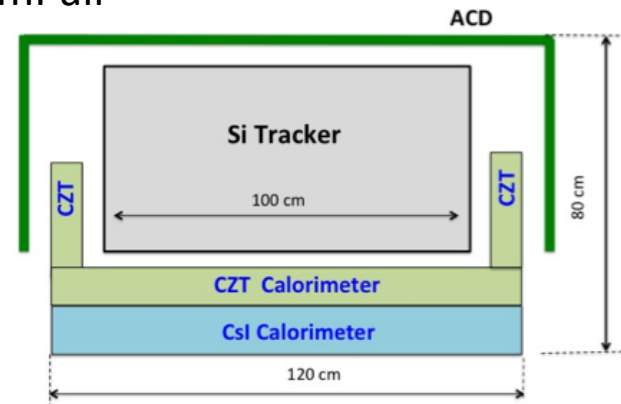 ACD
Si Tracker
CZT
CZT
100 cm
80 cm
CZT Calorimeter
CsI Calorimeter
120 cm